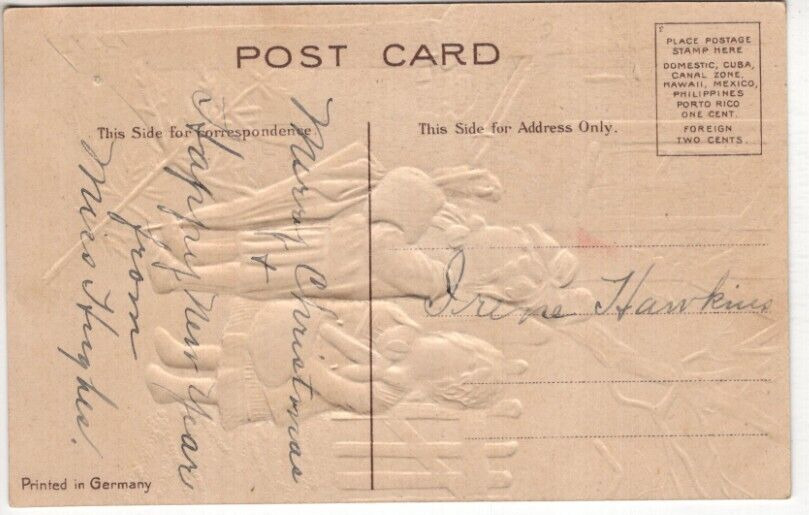 POST CARD
PLACE POSTAGE
STAMP HERE
DOMESTIC, CUBA,
CANAL ZONE,
HAWAII, MEXICO,
PHILIPPINES
PORTO RICO
ONE CENT.
FOREIGN
TWO CENTS.
This Side for correspondence.
This Side for Address Only.
Merry Christmas
+
Happy New Year
from
Miss Hughes.
Irene Hawkins
Printed in Germany